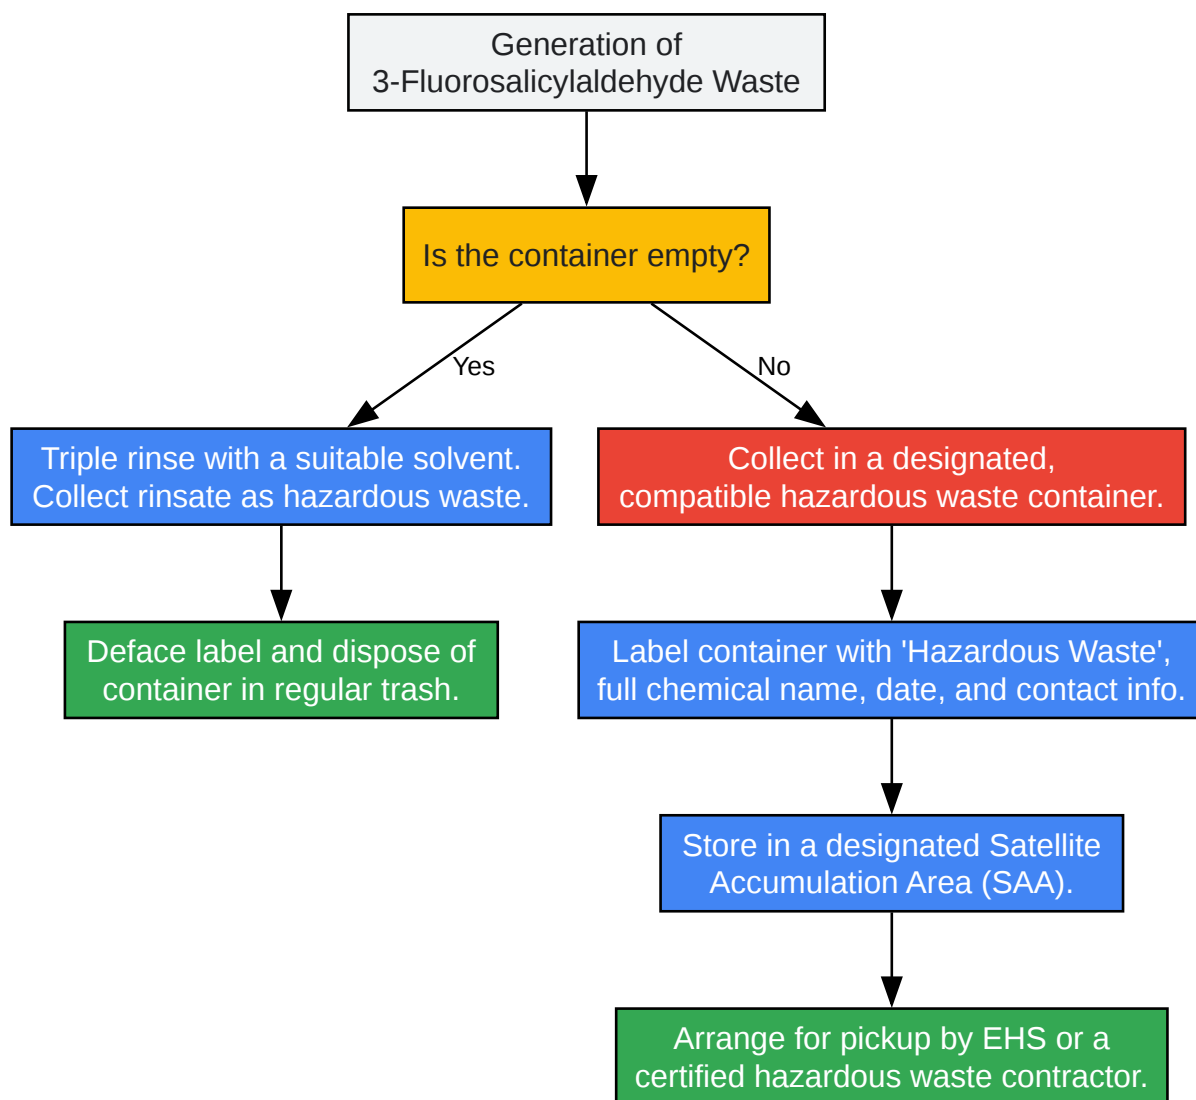 Generation of
3-Fluorosalicylaldehyde Waste
Is the container empty?
Yes
No
Triple rinse with a suitable solvent.
Collect rinsate as hazardous waste.
Collect in a designated,
compatible hazardous waste container.
Deface label and dispose of
container in regular trash.
Label container with 'Hazardous Waste',
full chemical name, date, and contact info.
Store in a designated Satellite
Accumulation Area (SAA).
Arrange for pickup by EHS or a
certified hazardous waste contractor.